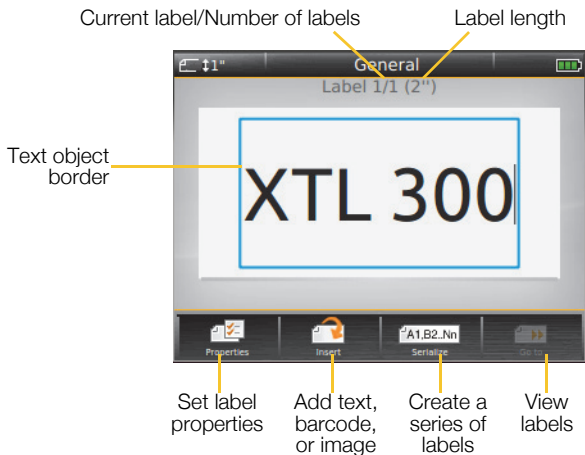 Current label/Number of labels
Label length
1"
General
Label 1/1 (2")
Text object
border
XTL 300
A1,B2..Nn
Properties
Insert
Serialize
Go to
Set label
properties
Add text,
barcode,
or image
Create a
series of
labels
View
labels